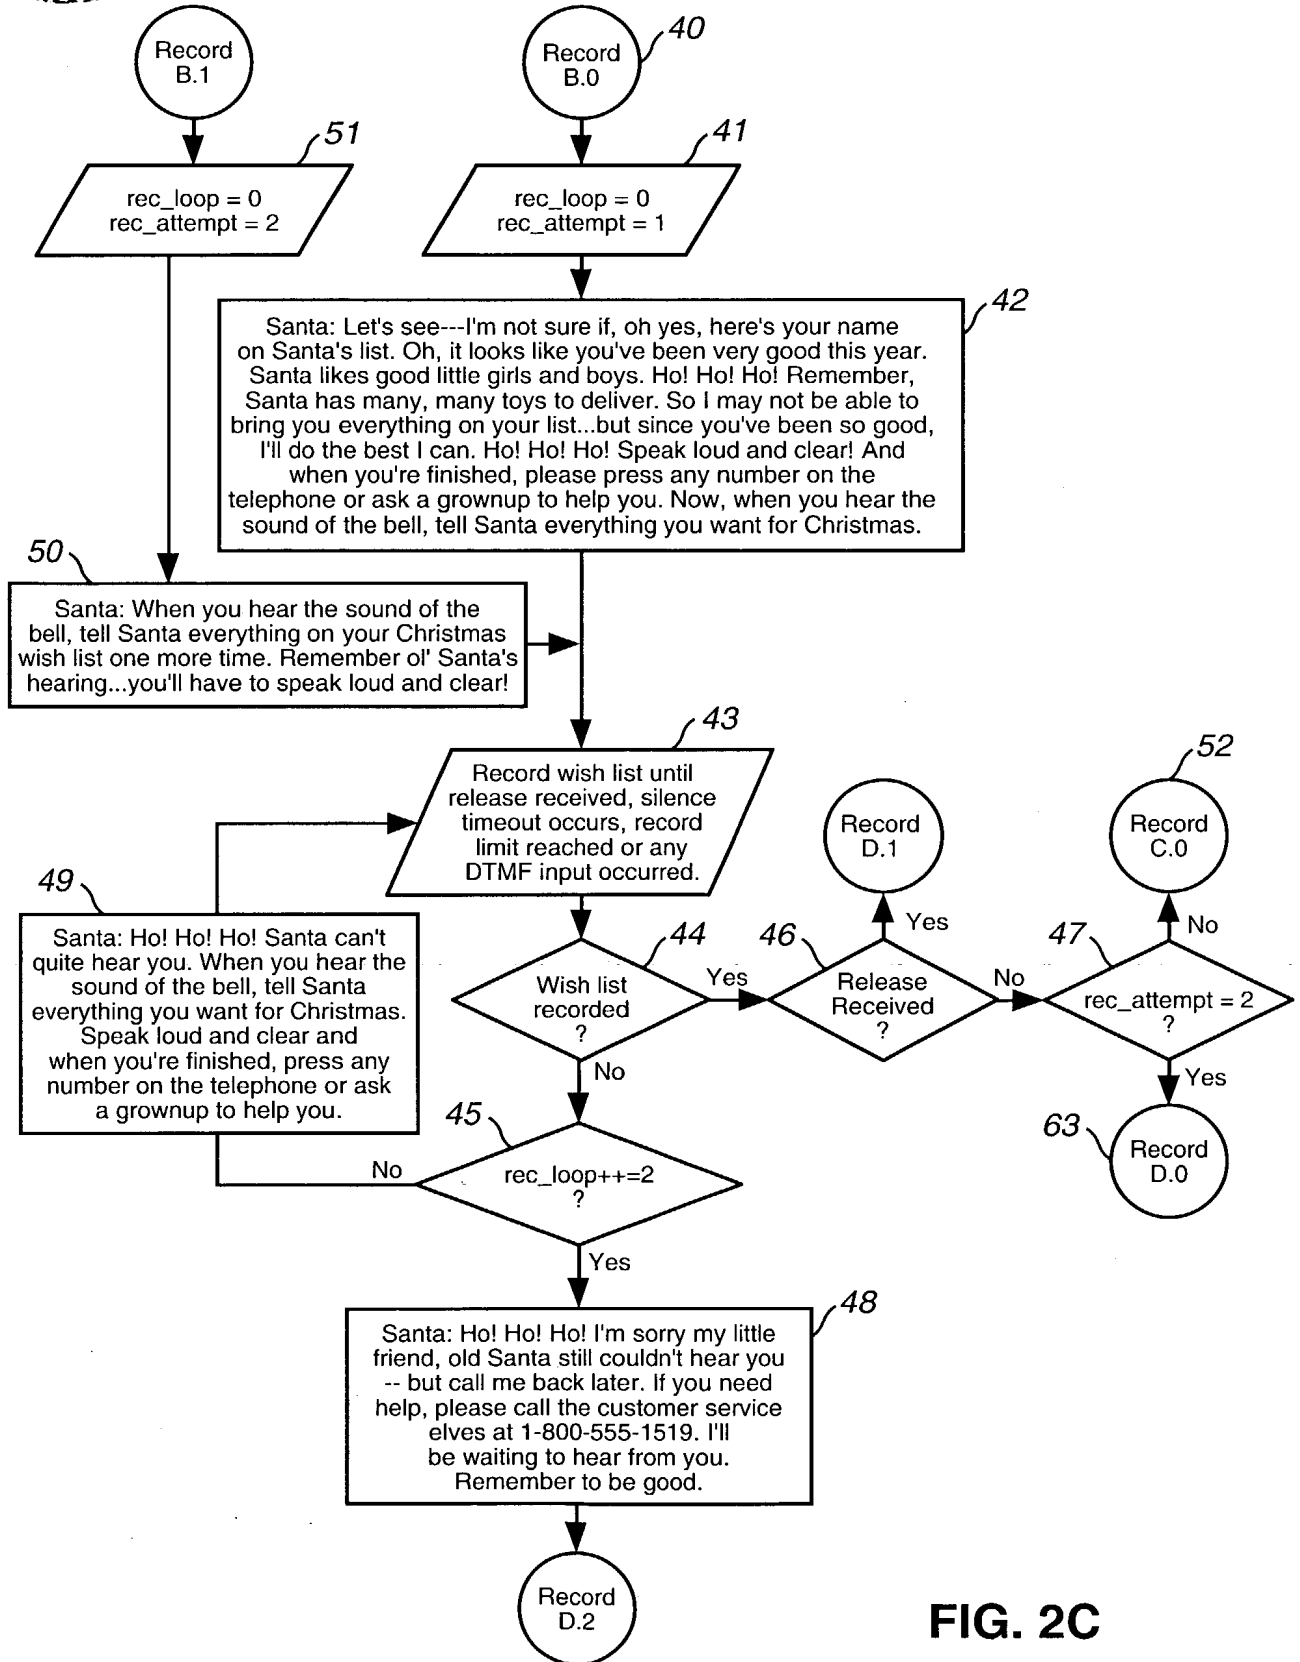 Record
B.1
Record
B.0
40
51
rec_loop = 0
rec_attempt = 2
41
rec_loop = 0
rec_attempt = 1
42
Santa: Let's see---I'm not sure if, oh yes, here's your name
on Santa's list. Oh, it looks like you've been very good this year.
Santa likes good little girls and boys. Ho! Ho! Ho! Remember,
Santa has many, many toys to deliver. So I may not be able to
bring you everything on your list...but since you've been so good,
I'll do the best I can. Ho! Ho! Ho! Speak loud and clear! And
when you're finished, please press any number on the
telephone or ask a grownup to help you. Now, when you hear the
sound of the bell, tell Santa everything you want for Christmas.
50
Santa: When you hear the sound of the
bell, tell Santa everything on your Christmas
wish list one more time. Remember ol' Santa's
hearing...you'll have to speak loud and clear!
43
Record wish list until
release received, silence
timeout occurs, record
limit reached or any
DTMF input occurred.
Record
D.1
52
Record
C.0
49
Santa: Ho! Ho! Ho! Santa can't
quite hear you. When you hear the
sound of the bell, tell Santa
everything you want for Christmas.
Speak loud and clear and
when you're finished, press any
number on the telephone or ask
a grownup to help you.
44
Wish list
recorded
?
Yes
No
46
Release
Received
?
Yes
No
47
rec_attempt = 2
?
No
Yes
63
Record
D.0
45
rec_loop++=2
?
No
Yes
48
Santa: Ho! Ho! Ho! I'm sorry my little
friend, old Santa still couldn't hear you
-- but call me back later. If you need
help, please call the customer service
elves at 1-800-555-1519. I'll
be waiting to hear from you.
Remember to be good.
Record
D.2
FIG. 2C